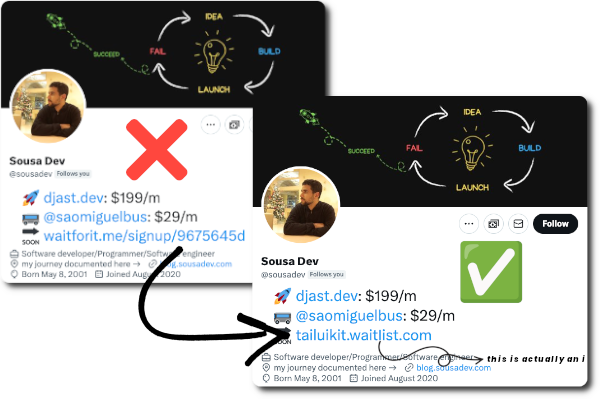 IDEA
SUCCEED
FAIL
BUILD
LAUNCH
Sousa Dev
@sousadev Follows you
djast.dev: $199/m
@saomiguelbus: $29/m
SOON
waitforit.me/signup/9675645d
Software developer/Programmer/Software engineer
my journey documented here → blog.sousadev.com
Born May 8, 2001 Joined August 2020
IDEA
SUCCEED
FAIL
BUILD
LAUNCH
Follow
Sousa Dev
@sousadev Follows you
djast.dev: $199/m
@saomiguelbus: $29/m
SOON
tailuikit.waitlist.com
Software developer/Programmer/Software engineer
this is actually an i
my journey documented here → blog.sousadev.com
Born May 8, 2001 Joined August 2020